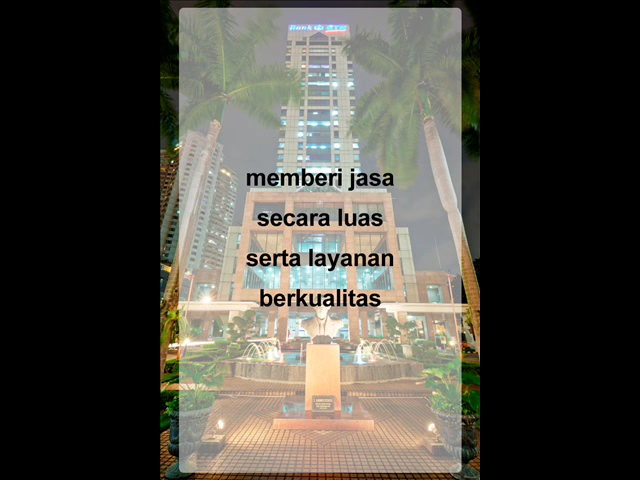 memberi jasa
secara luas
serta layanan
berkualitas